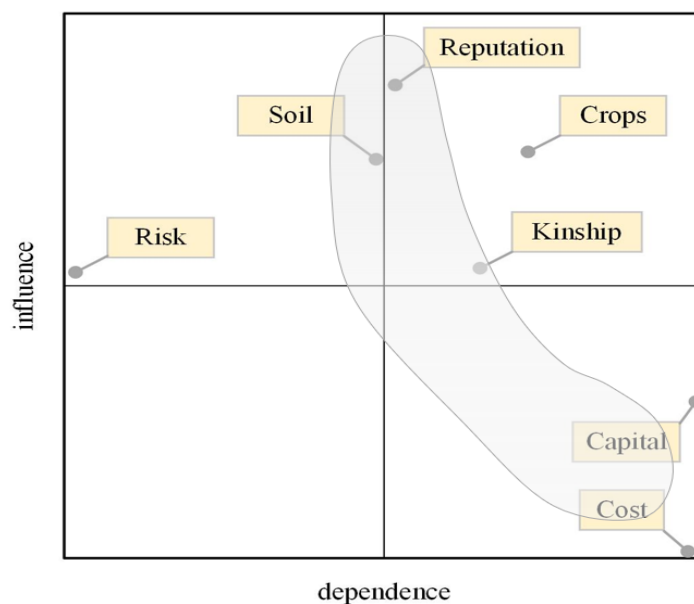 Reputation
Soil
Crops
Risk
Kinship
influence
Capital
Cost
dependence